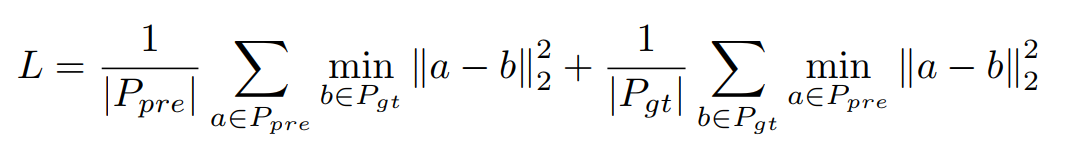 L = \frac{1}{|P_{pre}|} \sum_{a \in P_{pre}} \min_{b \in P_{gt}} \|a - b\|_2^2 + \frac{1}{|P_{gt}|} \sum_{b \in P_{gt}} \min_{a \in P_{pre}} \|a - b\|_2^2